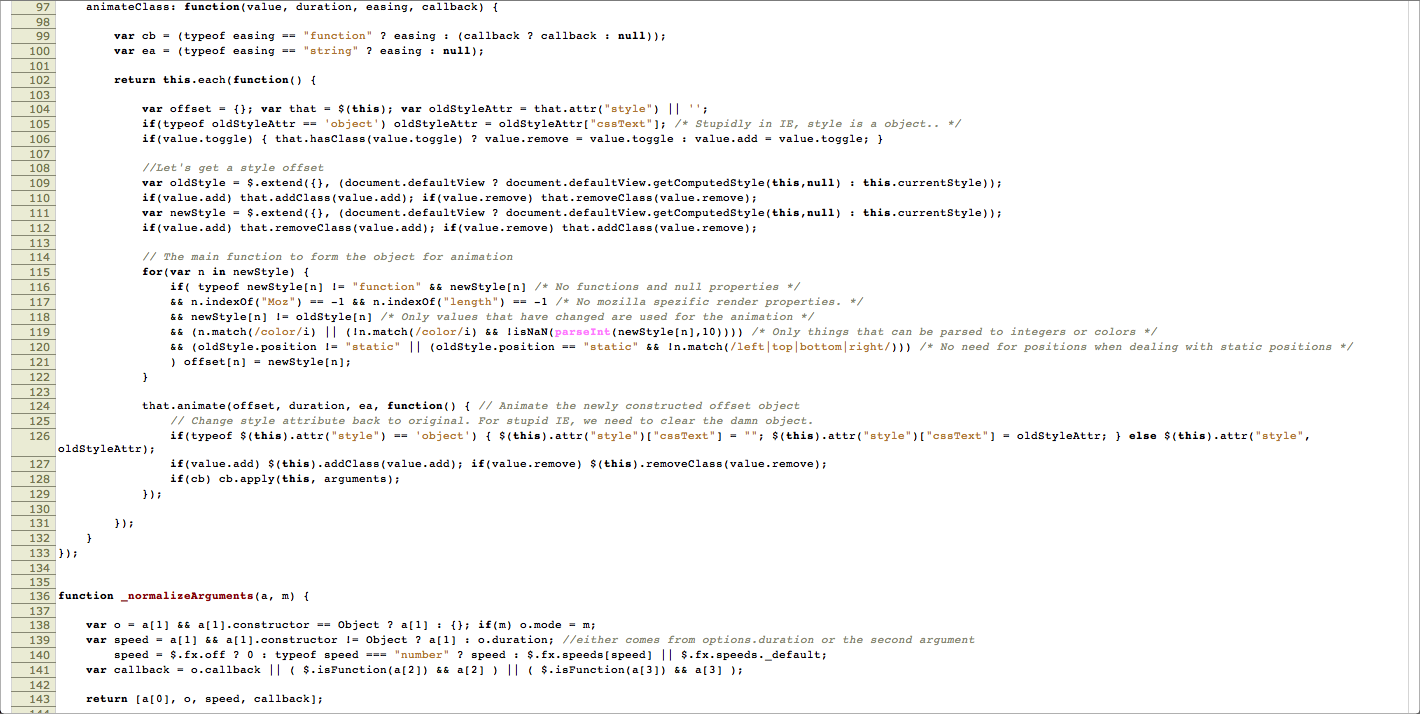 97 animateClass: function(value, duration, easing, callback) {
98
99 var cb = (typeof easing == "function" ? easing : (callback ? callback : null));
100 var ea = (typeof easing == "string" ? easing : null);
101
102 return this.each(function() {
103
104 var offset = {}; var that = $(this); var oldStyleAttr = that.attr("style") || '';
105 if(typeof oldStyleAttr == 'object') oldStyleAttr = oldStyleAttr["cssText"]; /* Stupidly in IE, style is a object.. */
106 if(value.toggle) { that.hasClass(value.toggle) ? value.remove = value.toggle : value.add = value.toggle; }
107
108 //Let's get a style offset
109 var oldStyle = $.extend({}, (document.defaultView ? document.defaultView.getComputedStyle(this,null) : this.currentStyle));
110 if(value.add) that.addClass(value.add); if(value.remove) that.removeClass(value.remove);
111 var newStyle = $.extend({}, (document.defaultView ? document.defaultView.getComputedStyle(this,null) : this.currentStyle));
112 if(value.add) that.removeClass(value.add); if(value.remove) that.addClass(value.remove);
113
114 // The main function to form the object for animation
115 for(var n in newStyle) {
116 if( typeof newStyle[n] != "function" && newStyle[n] /* No functions and null properties */
117 && n.indexOf("Moz") == -1 && n.indexOf("length") == -1 /* No mozilla spezific render properties. */
118 && newStyle[n] != oldStyle[n] /* Only values that have changed are used for the animation */
119 && (n.match(/color/i) || (!n.match(/color/i) && !isNaN(parseInt(newStyle[n],10)))) /* Only things that can be parsed to integers or colors */
120 && (oldStyle.position != "static" || (oldStyle.position == "static" && !n.match(/left|top|bottom|right/))) /* No need for positions when dealing with static positions */
121 ) offset[n] = newStyle[n];
122 }
123
124 that.animate(offset, duration, ea, function() { // Animate the newly constructed offset object
125 // Change style attribute back to original. For stupid IE, we need to clear the damn object.
126 if(typeof $(this).attr("style") == 'object') { $(this).attr("style")["cssText"] = ""; $(this).attr("style")["cssText"] = oldStyleAttr; } else $(this).attr("style",
oldStyleAttr);
127 if(value.add) $(this).addClass(value.add); if(value.remove) $(this).removeClass(value.remove);
128 if(cb) cb.apply(this, arguments);
129 });
130
131 });
132 }
133 });
134
135
136 function _normalizeArguments(a, m) {
137
138 var o = a[1] && a[1].constructor == Object ? a[1] : {}; if(m) o.mode = m;
139 var speed = a[1] && a[1].constructor != Object ? a[1] : o.duration; //either comes from options.duration or the second argument
140 speed = $.fx.off ? 0 : typeof speed === "number" ? speed : $.fx.speeds[speed] || $.fx.speeds._default;
141 var callback = o.callback || ( $.isFunction(a[2]) && a[2] ) || ( $.isFunction(a[3]) && a[3] );
142
143 return [a[0], o, speed, callback];